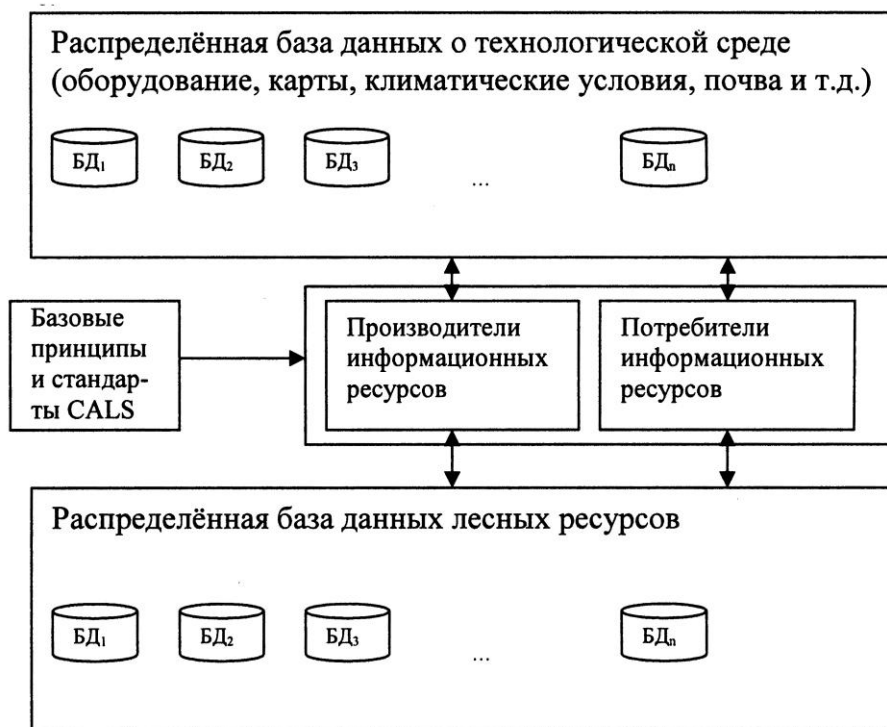 Распределённая база данных о технологической среде
(оборудование, карты, климатические условия, почва и т.д.)
БД₁ БД₂ БД₃ ... БДₙ
Базовые
принципы
и стандар-
ты CALS
Производители
информационных
ресурсов
Потребители
информационных
ресурсов
Распределённая база данных лесных ресурсов
БД₁ БД₂ БД₃ ... БДₙ